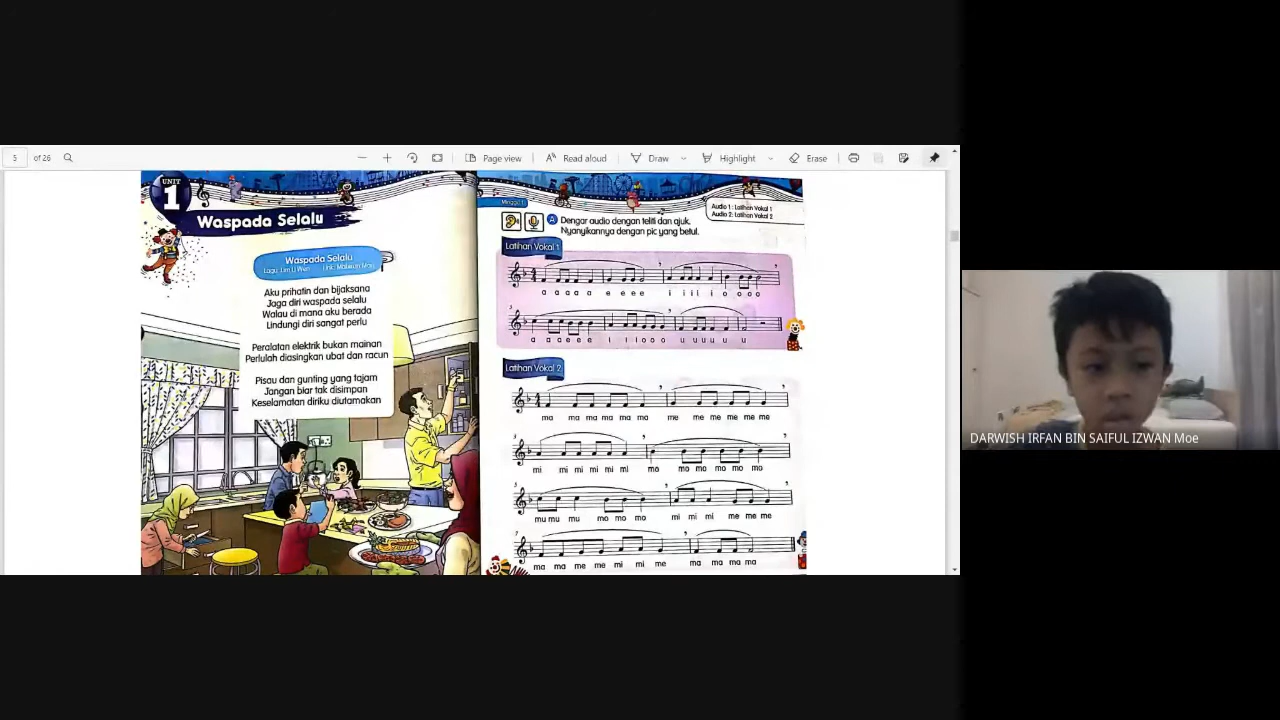 5 of 26
Page view
Read aloud
Draw
Highlight
Erase
UNIT
1
Waspada Selalu
Waspada Selalu
Lagu: Lim Li Wen
Aku prihatin dan bijaksana
Jaga diri waspada selalu
Walau di mana aku berada
Lindungi diri sangat perlu
Peralatan elektrik bukan mainan
Perlulah diasingkan ubat dan racun
Pisau dan gunting yang tajam
Jangan biar tak disimpan
Keselamatan diriku diutamakan
Audio 1 : Latihan Vokal 1
Audio 2: Latihan Vokal 2
A Dengar audio dengan teliti dan ajuk.
Nyanyikannya dengan pic yang betul.
Latihan Vokal 1
a a a a a e e e e i i i i o o o o
a a a e e e i i i o o o u u u u u u
Latihan Vokal 2
ma ma ma ma ma ma me me me me me me
mi mi mi mi mi mi mo mo mo mo mo mo
mu mu mu mo mo mo mi mi mi me me me
ma ma me me mi mi me ma ma ma ma
DARWISH IRFAN BIN SAIFUL IZWAN Moe